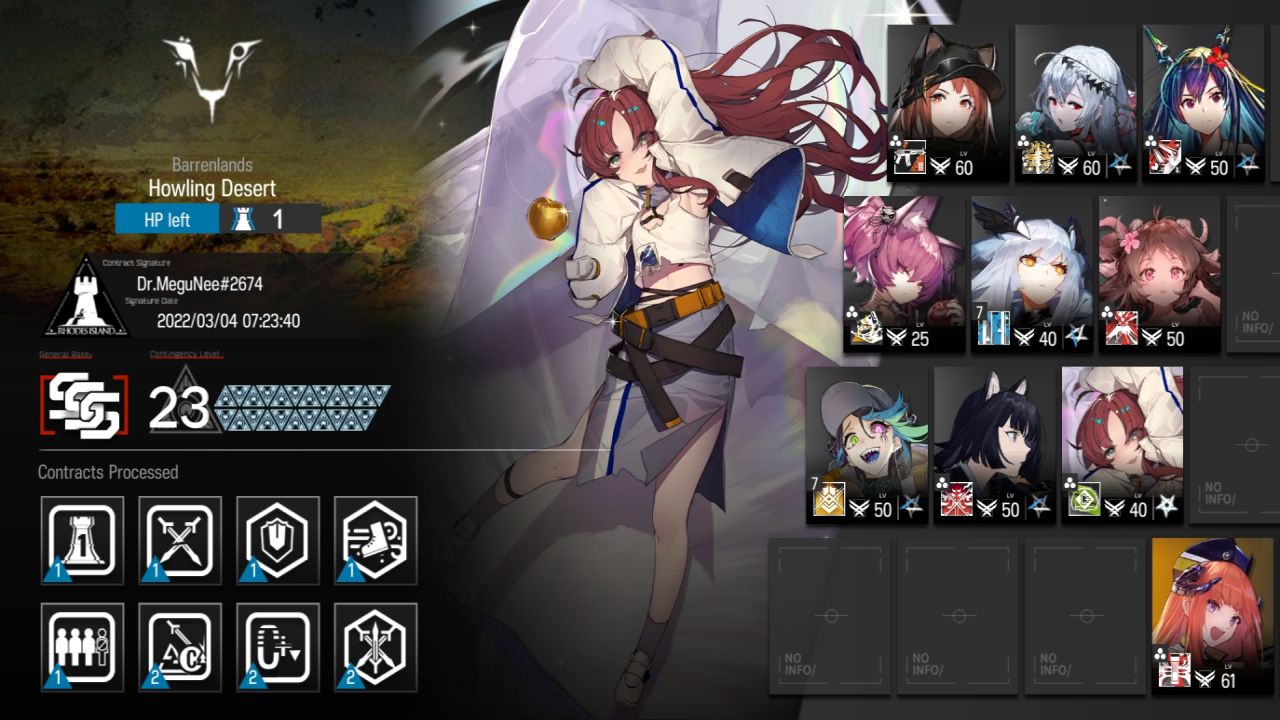 Barrenlands
Howling Desert
HP left 1
Contract Signature
Dr.MeguNee#2674
Signature Date
2022/03/04 07:23:40
RHODES ISLAND
General Rate:
Contingency Level:
SSS
23
Contracts Processed
1
1
1
1
1
1
2
2
2
LV
60
LV
60
LV
50
LV
25
7
LV
40
LV
50
NO
INFO/
7
LV
50
LV
50
LV
40
NO
INFO/
NO
INFO/
NO
INFO/
NO
INFO/
LV
61